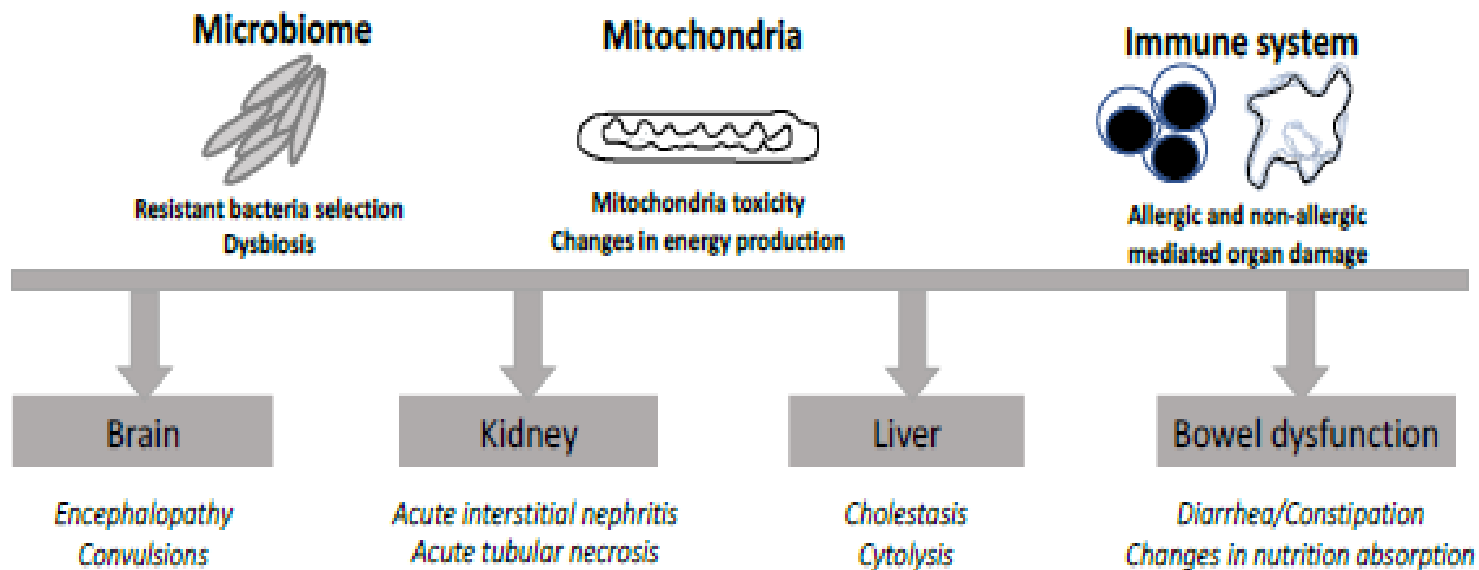 Microbiome
Mitochondria
Immune system
Resistant bacteria selection
Dysbiosis
Mitochondria toxicity
Changes in energy production
Allergic and non-allergic
mediated organ damage
Brain
Kidney
Liver
Bowel dysfunction
Encephalopathy
Convulsions
Acute interstitial nephritis
Acute tubular necrosis
Cholestasis
Cytolysis
Diarrhea/Constipation
Changes in nutrition absorption